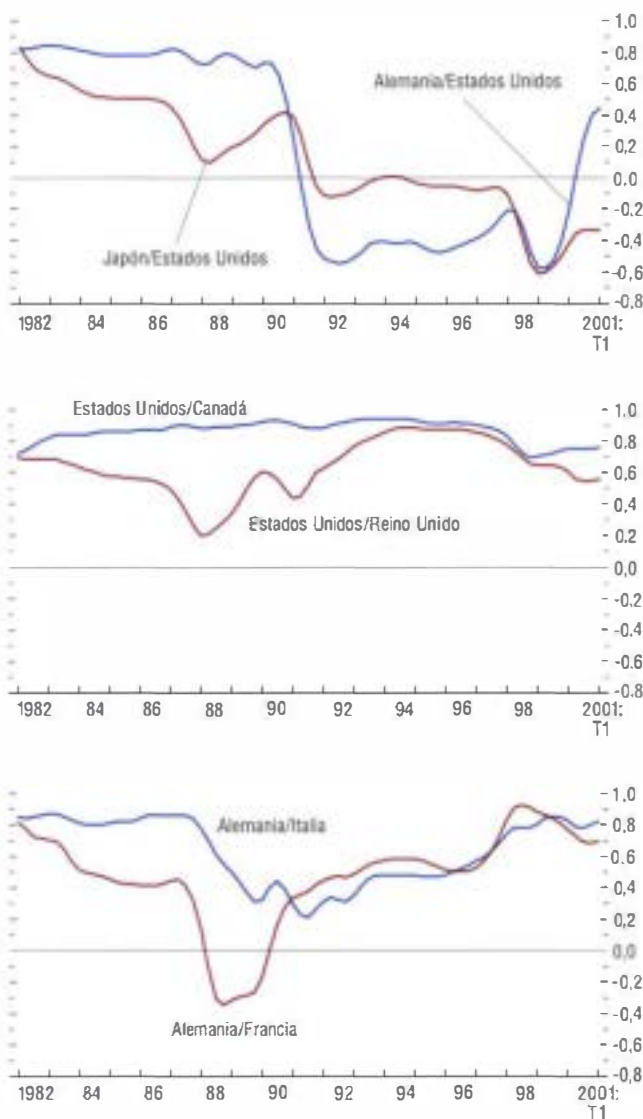 1.0
0.8
Alemania/Estados Unidos
0.6
0.4
0.2
0.0
-0.2
Japón/Estados Unidos
-0.4
-0.6
-0.8
1982 84 86 88 90 92 94 96 98 2001:
T1
1.0
Estados Unidos/Canadá
0.8
0.6
Estados Unidos/Reino Unido
0,4
0.2
0,0
-0.2
-0.4
-0.6
-0.8
1982 84 86 88 90 92 94 96 98 2001:
T1
1,0
Alemania/Italia
0.8
0.6
0.4
0.2
0,0
-0.2
-0,4
Alemania/Francia
-0,6
-0,8
1982 84 86 88 90 92 94 96 98 2001:
T1